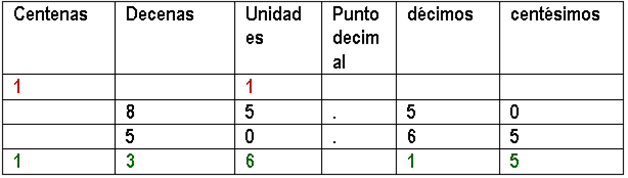 Centenas Decenas Unidad es Punto decim al décimos centésimos
1 1
8 5 . 5 0
5 0 . 6 5
1 3 6 1 5